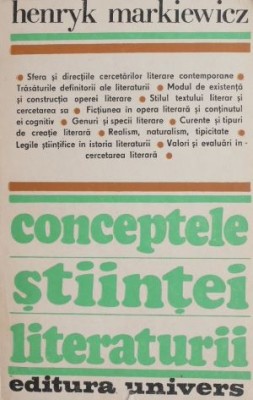 henryk markiewicz
● Sfera și direcțiile cercetărilor literare contemporane ●
Trăsăturile definitorii ale literaturii ● Modul de existență
și construcția operei literare ● Stilul textului literar și
cercetarea sa ● Ficțiunea în opera literară și conținutul
ei cognitiv ● Genuri și specii literare ● Curente și tipuri
de creație literară ● Realism, naturalism, tipicitate ●
Legile științifice în istoria literaturii ● Valori și evaluări în -
cercetarea literară ●
conceptele
științei
literaturii
editura univers